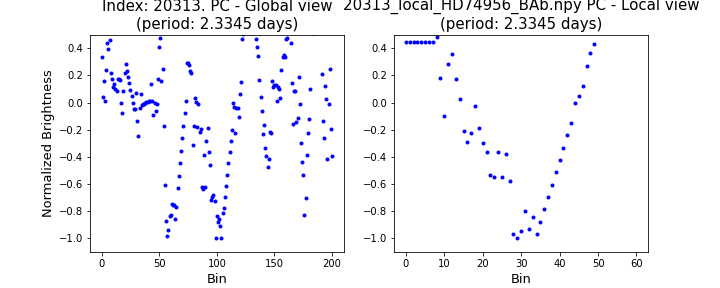 Index: 20313. PC - Global view
(period: 2.3345 days)
20313_local_HD74956_BAb.npy PC - Local view
(period: 2.3345 days)
Normalized Brightness
0.4
0.2
0.0
−0.2
−0.4
−0.6
−0.8
−1.0
0 50 100 150 200
Bin
0.4
0.2
0.0
−0.2
−0.4
−0.6
−0.8
−1.0
0 10 20 30 40 50 60
Bin